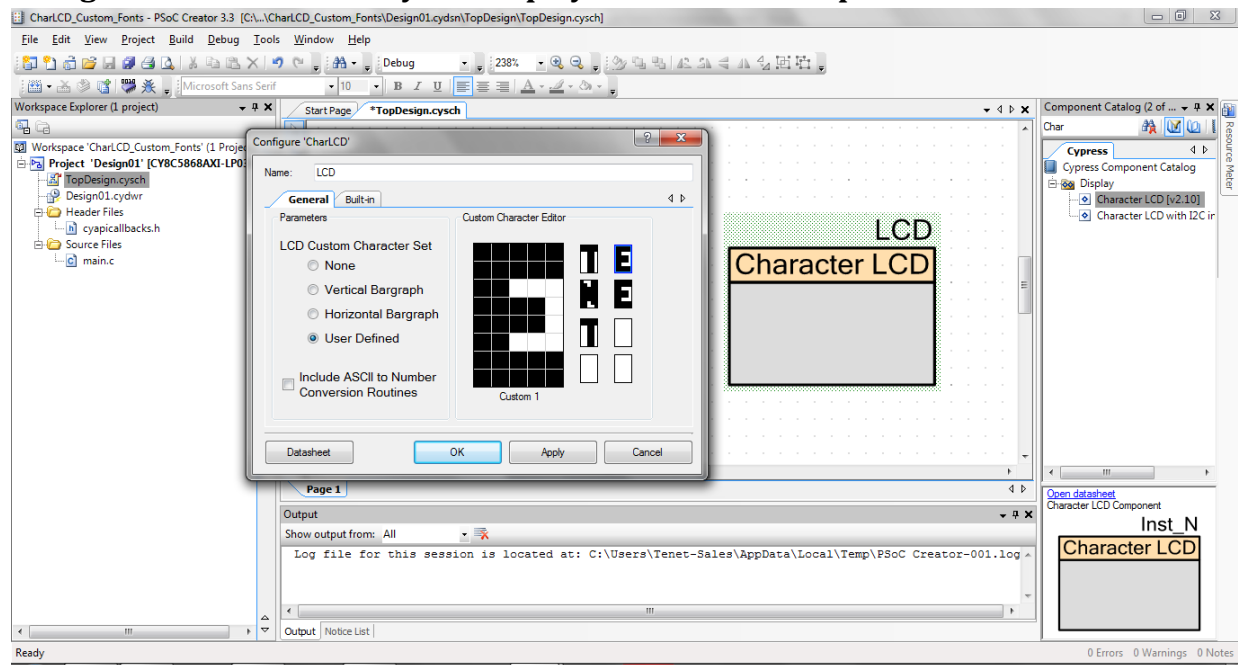 CharLCD_Custom_Fonts - PSoC Creator 3.3 [C:\...\CharLCD_Custom_Fonts\Design01.cydsn\TopDesign\TopDesign.cysch]
File Edit View Project Build Debug Tools Window Help
Debug 238%
Microsoft Sans Serif 10 B I U A
Workspace Explorer (1 project)
Workspace 'CharLCD_Custom_Fonts' (1 Proje
Project 'Design01' [CY8C5868AXI-LP03
TopDesign.cysch
Design01.cydwr
Header Files
cyapicallbacks.h
Source Files
main.c
Start Page *TopDesign.cysch
Configure 'CharLCD'
Name: LCD
General Built-in
Parameters
LCD Custom Character Set
None
Vertical Bargraph
Horizontal Bargraph
User Defined
Include ASCII to Number
Conversion Routines
Custom Character Editor
T E
N E
T
Custom 1
Datasheet OK Apply Cancel
LCD
Character LCD
Page 1
Output
Show output from: All
Log file for this session is located at: C:\Users\Tenet-Sales\AppData\Local\Temp\PSoC Creator-001.log
Output Notice List
Component Catalog (2 of ...
Char
Cypress
Cypress Component Catalog
Display
Character LCD [v2.10]
Character LCD with I2C in
Resource Meter
Open datasheet
Character LCD Component
Inst_N
Character LCD
Ready
0 Errors 0 Warnings 0 Notes